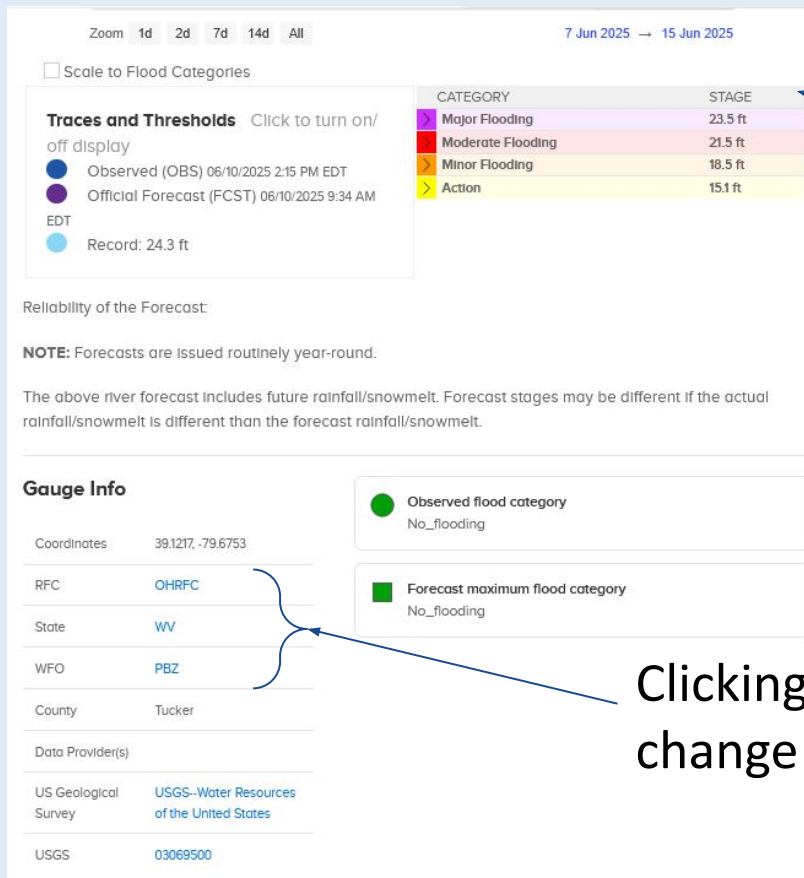 Zoom 1d 2d 7d 14d All
7 Jun 2025 → 15 Jun 2025
Scale to Flood Categories
Traces and Thresholds Click to turn on/
off display
Observed (OBS) 06/10/2025 2:15 PM EDT
Official Forecast (FCST) 06/10/2025 9:34 AM
EDT
Record: 24.3 ft
CATEGORY STAGE
Major Flooding 23.5 ft
Moderate Flooding 21.5 ft
Minor Flooding 18.5 ft
Action 15.1 ft
Reliability of the Forecast:
NOTE: Forecasts are issued routinely year-round.
The above river forecast includes future rainfall/snowmelt. Forecast stages may be different if the actual
rainfall/snowmelt is different than the forecast rainfall/snowmelt.
Gauge Info
Coordinates 39.1217, -79.6753
RFC OHRFC
State WV
WFO PBZ
County Tucker
Data Provider(s)
US Geological USGS--Water Resources
Survey of the United States
USGS 03069500
Observed flood category
No_flooding
Forecast maximum flood category
No_flooding
Clicking
change